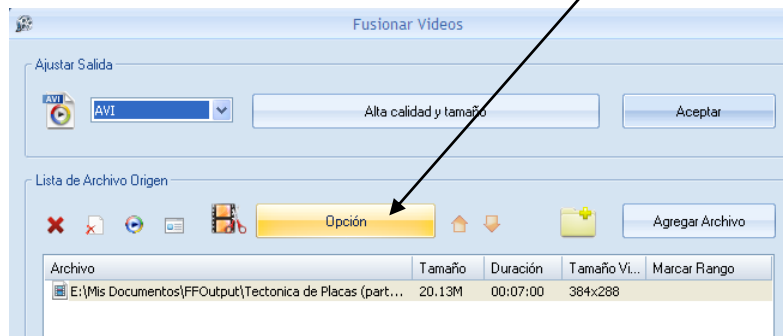 Fusionar Videos
Ajustar Salida
AVI
AVI
Alta calidad y tamaño
Aceptar
Lista de Archivo Origen
Opción
Agregar Archivo
Archivo Tamaño Duración Tamaño Vi... Marcar Rango
E:\Mis Documentos\FFOutput\Tectonica de Placas (part... 20.13M 00:07:00 384x288